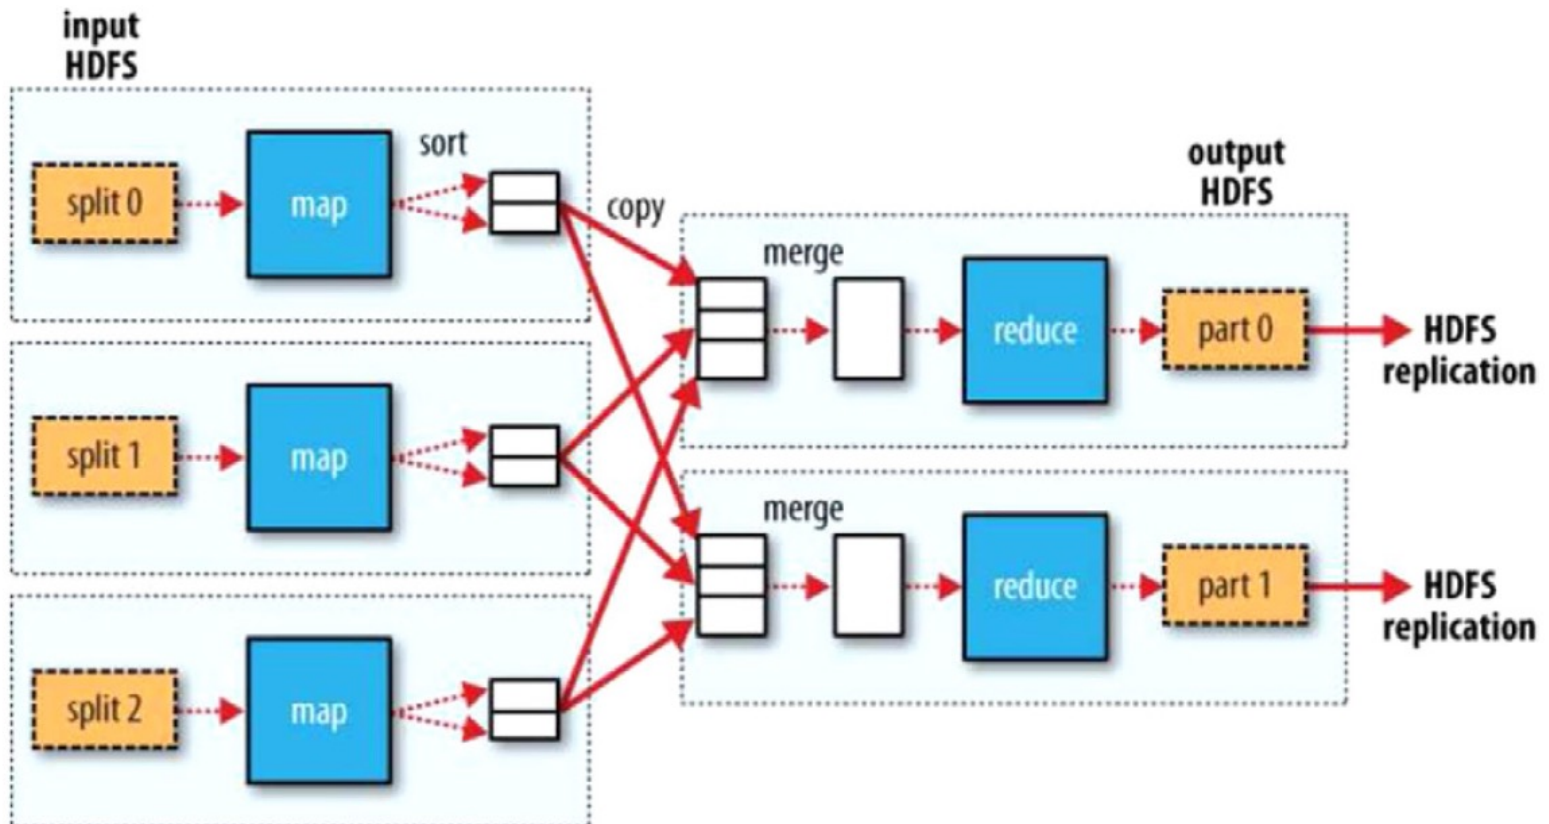 input
HDFS
split 0
map
sort
copy
split 1
map
split 2
map
output
HDFS
merge
reduce
part 0
HDFS
replication
merge
reduce
part 1
HDFS
replication